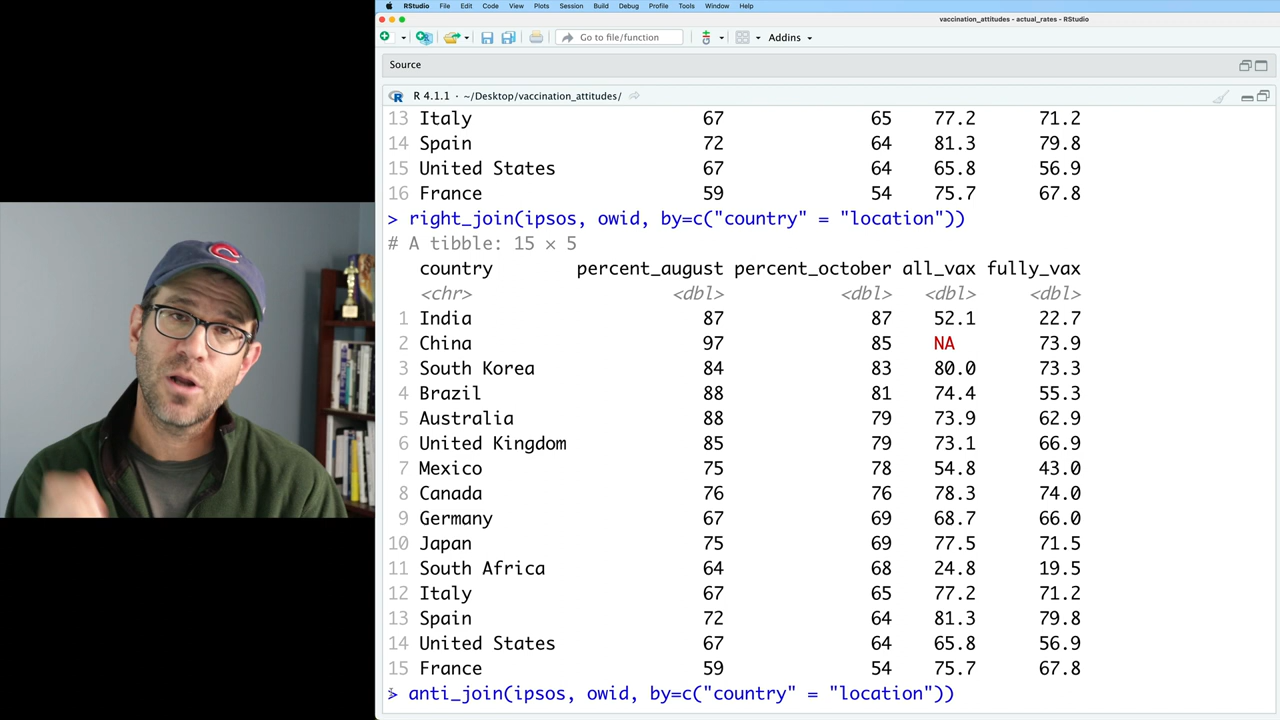 RStudio File Edit Code View Plots Session Build Debug Profile Tools Window Help
vaccination_attitudes - actual_rates - RStudio
Go to file/function Addins
Source
R R 4.1.1 · ~/Desktop/vaccination_attitudes/
13 Italy 67 65 77.2 71.2
14 Spain 72 64 81.3 79.8
15 United States 67 64 65.8 56.9
16 France 59 54 75.7 67.8
> right_join(ipsos, owid, by=c("country" = "location"))
# A tibble: 15 × 5
country percent_august percent_october all_vax fully_vax
<chr> <dbl> <dbl> <dbl> <dbl>
1 India 87 87 52.1 22.7
2 China 97 85 NA 73.9
3 South Korea 84 83 80.0 73.3
4 Brazil 88 81 74.4 55.3
5 Australia 88 79 73.9 62.9
6 United Kingdom 85 79 73.1 66.9
7 Mexico 75 78 54.8 43.0
8 Canada 76 76 78.3 74.0
9 Germany 67 69 68.7 66.0
10 Japan 75 69 77.5 71.5
11 South Africa 64 68 24.8 19.5
12 Italy 67 65 77.2 71.2
13 Spain 72 64 81.3 79.8
14 United States 67 64 65.8 56.9
15 France 59 54 75.7 67.8
> anti_join(ipsos, owid, by=c("country" = "location"))
C